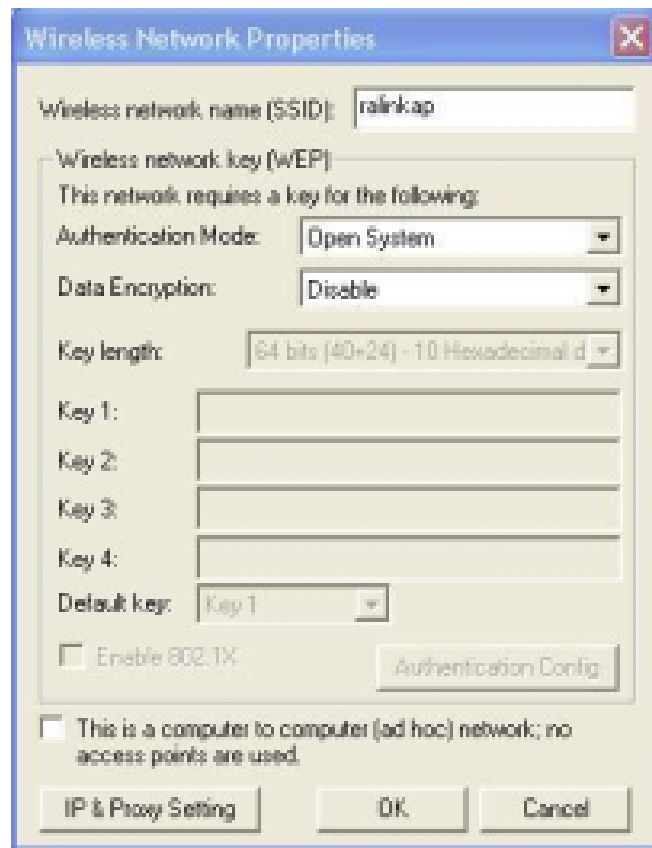 Wireless Network Properties
Wireless network name (SSID): ralinkap
Wireless network key (WEP)
This network requires a key for the following:
Authentication Mode: Open System
Data Encryption: Disable
Key length: 64 bits (40+24) - 10 Hexadecimal d
Key 1:
Key 2:
Key 3:
Key 4:
Default key: Key 1
Enable 802.1X
Authentication Config
This is a computer to computer (ad hoc) network; no
access points are used.
IP & Proxy Setting
OK
Cancel